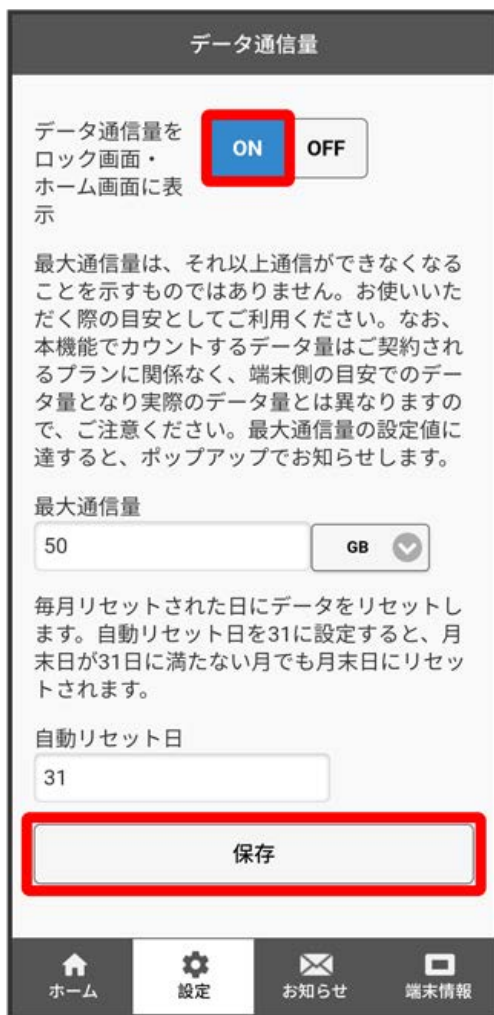 データ通信量
データ通信量を
ロック画面・
ホーム画面に表
示
ON
OFF
最大通信量は、それ以上通信ができなくなる
ことを示すものではありません。お使いいた
だく際の目安としてご利用ください。なお、
本機能でカウントするデータ量はご契約され
るプランに関係なく、端末側の目安でのデー
タ量となり実際のデータ量とは異なりますの
で、ご注意ください。最大通信量の設定値に
達すると、ポップアップでお知らせします。
最大通信量
50
GB
毎月リセットされた日にデータをリセットし
ます。自動リセット日を31に設定すると、月
末日が31日に満たない月でも月末日にリセッ
トされます。
自動リセット日
31
保存
ホーム
設定
お知らせ
端末情報